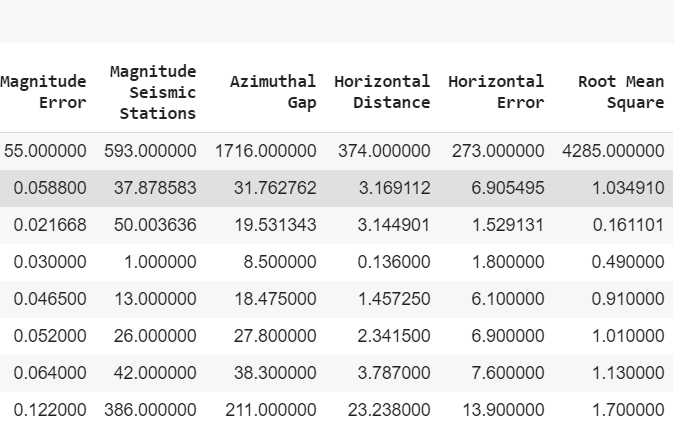 Magnitude Error Magnitude Seismic Stations Azimuthal Gap Horizontal Distance Horizontal Error Root Mean Square
55.000000 593.000000 1716.000000 374.000000 273.000000 4285.000000
0.058800 37.878583 31.762762 3.169112 6.905495 1.034910
0.021668 50.003636 19.531343 3.144901 1.529131 0.161101
0.030000 1.000000 8.500000 0.136000 1.800000 0.490000
0.046500 13.000000 18.475000 1.457250 6.100000 0.910000
0.052000 26.000000 27.800000 2.341500 6.900000 1.010000
0.064000 42.000000 38.300000 3.787000 7.600000 1.130000
0.122000 386.000000 211.000000 23.238000 13.900000 1.700000